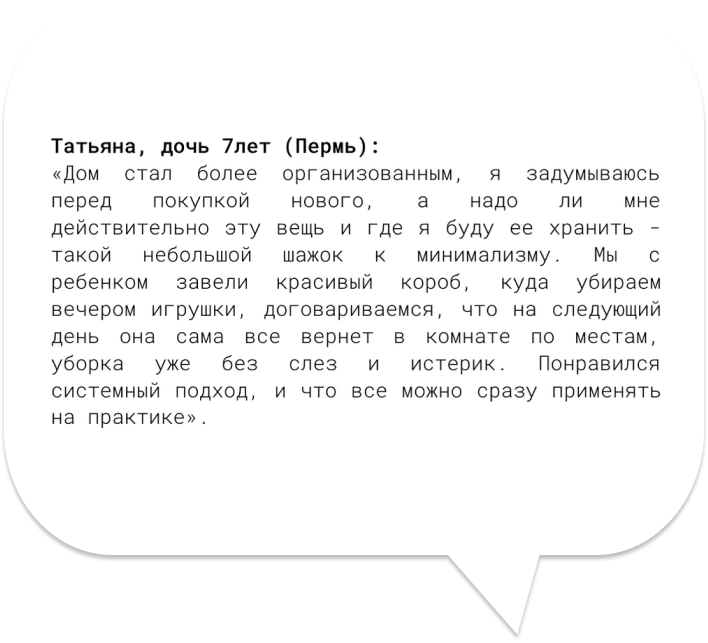 Татьяна, дочь 7лет (Пермь):
«Дом стал более организованным, я задумываюсь
перед покупкой нового, а надо ли мне
действительно эту вещь и где я буду ее хранить -
такой небольшой шажок к минимализму. Мы с
ребенком завели красивый короб, куда убираем
вечером игрушки, договариваемся, что на следующий
день она сама все вернет в комнате по местам,
уборка уже без слез и истерик. Понравился
системный подход, и что все можно сразу применять
на практике».